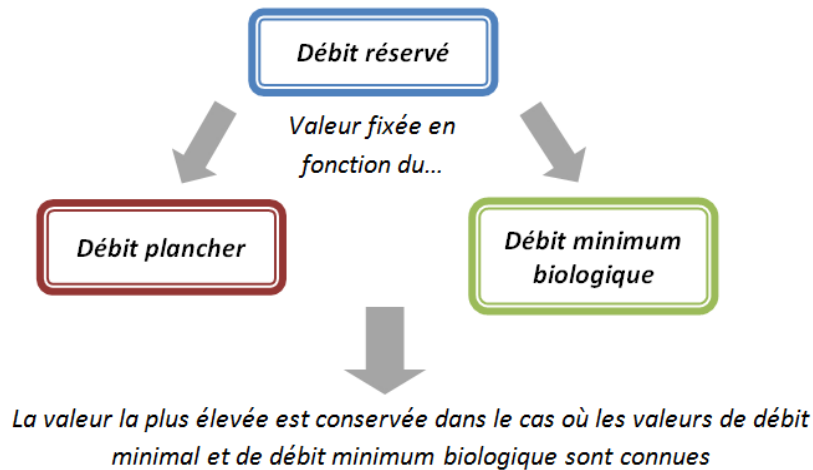 Débit réservé
Valeur fixée en
fonction du...
Débit plancher
Débit minimum
biologique
La valeur la plus élevée est conservée dans le cas où les valeurs de débit
minimal et de débit minimum biologique sont connues